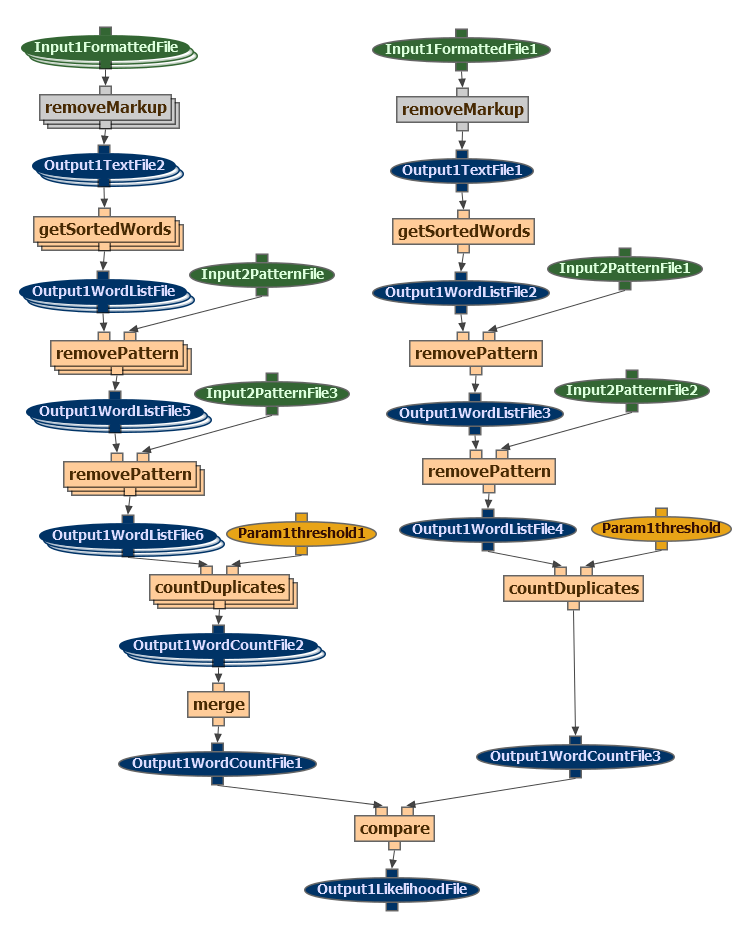 Input1FormattedFile
Input1FormattedFile1
removeMarkup
removeMarkup
Output1TextFile2
Output1TextFile1
getSortedWords
getSortedWords
Input2PatternFile
Input2PatternFile1
Output1WordListFile
Output1WordListFile2
removePattern
removePattern
Input2PatternFile3
Input2PatternFile2
Output1WordListFile5
Output1WordListFile3
removePattern
removePattern
Output1WordListFile6
Param1threshold1
Output1WordListFile4
Param1threshold
countDuplicates
countDuplicates
Output1WordCountFile2
merge
Output1WordCountFile1
Output1WordCountFile3
compare
Output1LikelihoodFile